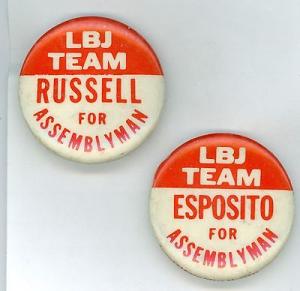 LBJ
TEAM
RUSSELL
FOR
ASSEMBLYMAN
LBJ
TEAM
ESPOSITO
FOR
ASSEMBLYMAN